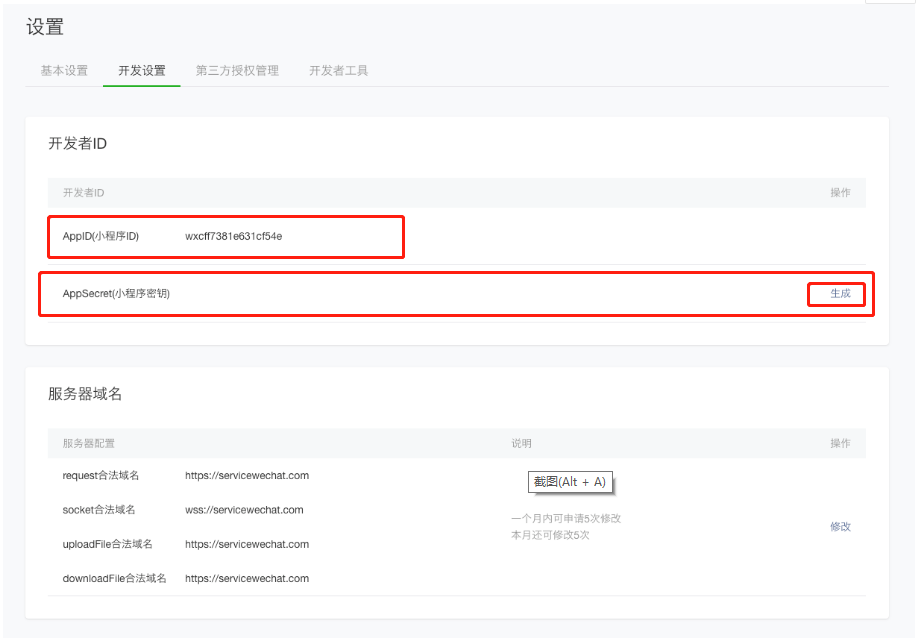 设置
基本设置 开发设置 第三方授权管理 开发者工具
开发者ID
开发者ID 操作
AppID(小程序ID) wxcff7381e631cf54e
AppSecret(小程序密钥) 生成
服务器域名
服务器配置 说明 操作
request合法域名 https://servicewechat.com
截图(Alt + A)
socket合法域名 wss://servicewechat.com
一个月内可申请5次修改
本月还可修改5次
修改
uploadFile合法域名 https://servicewechat.com
downloadFile合法域名 https://servicewechat.com